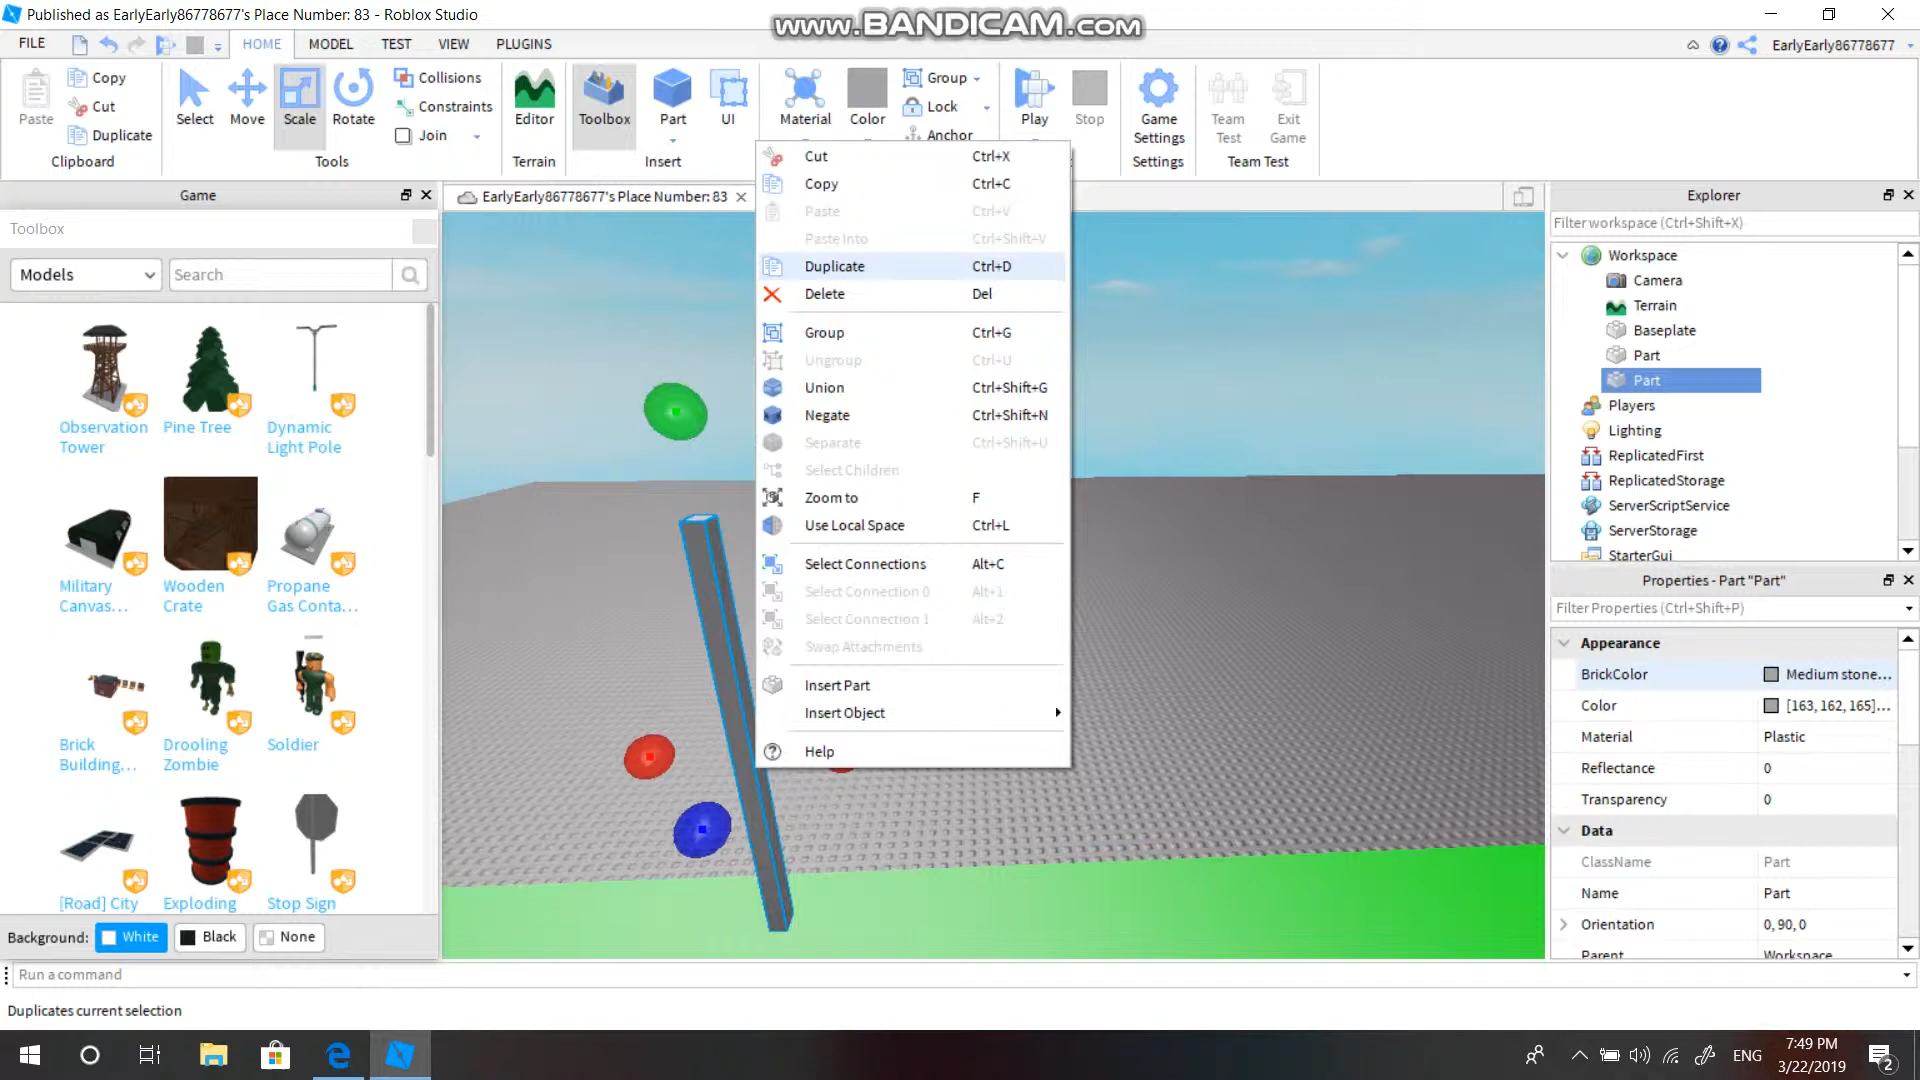 Published as EarlyEarly86778677's Place Number: 83 - Roblox Studio
www.BANDICAM.com
FILE HOME MODEL TEST VIEW PLUGINS
EarlyEarly86778677
Paste
Copy
Cut
Duplicate
Clipboard
Select Move Scale Rotate
Collisions
Constraints
Join
Tools
Editor
Terrain
Toolbox Part UI
Insert
Material Color
Group
Lock
Anchor
Play Stop
Game Settings
Settings
Team Test
Exit Game
Team Test
Game
Toolbox
Models
Search
Observation Tower
Pine Tree
Dynamic Light Pole
Military Canvas...
Wooden Crate
Propane Gas Conta...
Brick Building...
Drooling Zombie
Soldier
[Road] City
Exploding
Stop Sign
Background: White Black None
EarlyEarly86778677's Place Number: 83
Cut Ctrl+X
Copy Ctrl+C
Paste Ctrl+V
Paste Into Ctrl+Shift+V
Duplicate Ctrl+D
Delete Del
Group Ctrl+G
Ungroup Ctrl+U
Union Ctrl+Shift+G
Negate Ctrl+Shift+N
Separate Ctrl+Shift+U
Select Children
Zoom to F
Use Local Space Ctrl+L
Select Connections Alt+C
Select Connection 0 Alt+1
Select Connection 1 Alt+2
Swap Attachments
Insert Part
Insert Object
Help
Explorer
Filter workspace (Ctrl+Shift+X)
Workspace
Camera
Terrain
Baseplate
Part
Part
Players
Lighting
ReplicatedFirst
ReplicatedStorage
ServerScriptService
ServerStorage
StarterGui
Properties - Part "Part"
Filter Properties (Ctrl+Shift+P)
Appearance
BrickColor Medium stone...
Color [163, 162, 165]...
Material Plastic
Reflectance 0
Transparency 0
Data
ClassName Part
Name Part
Orientation 0, 90, 0
Parent Workspace
Run a command
Duplicates current selection
ENG
7:49 PM
3/22/2019
2